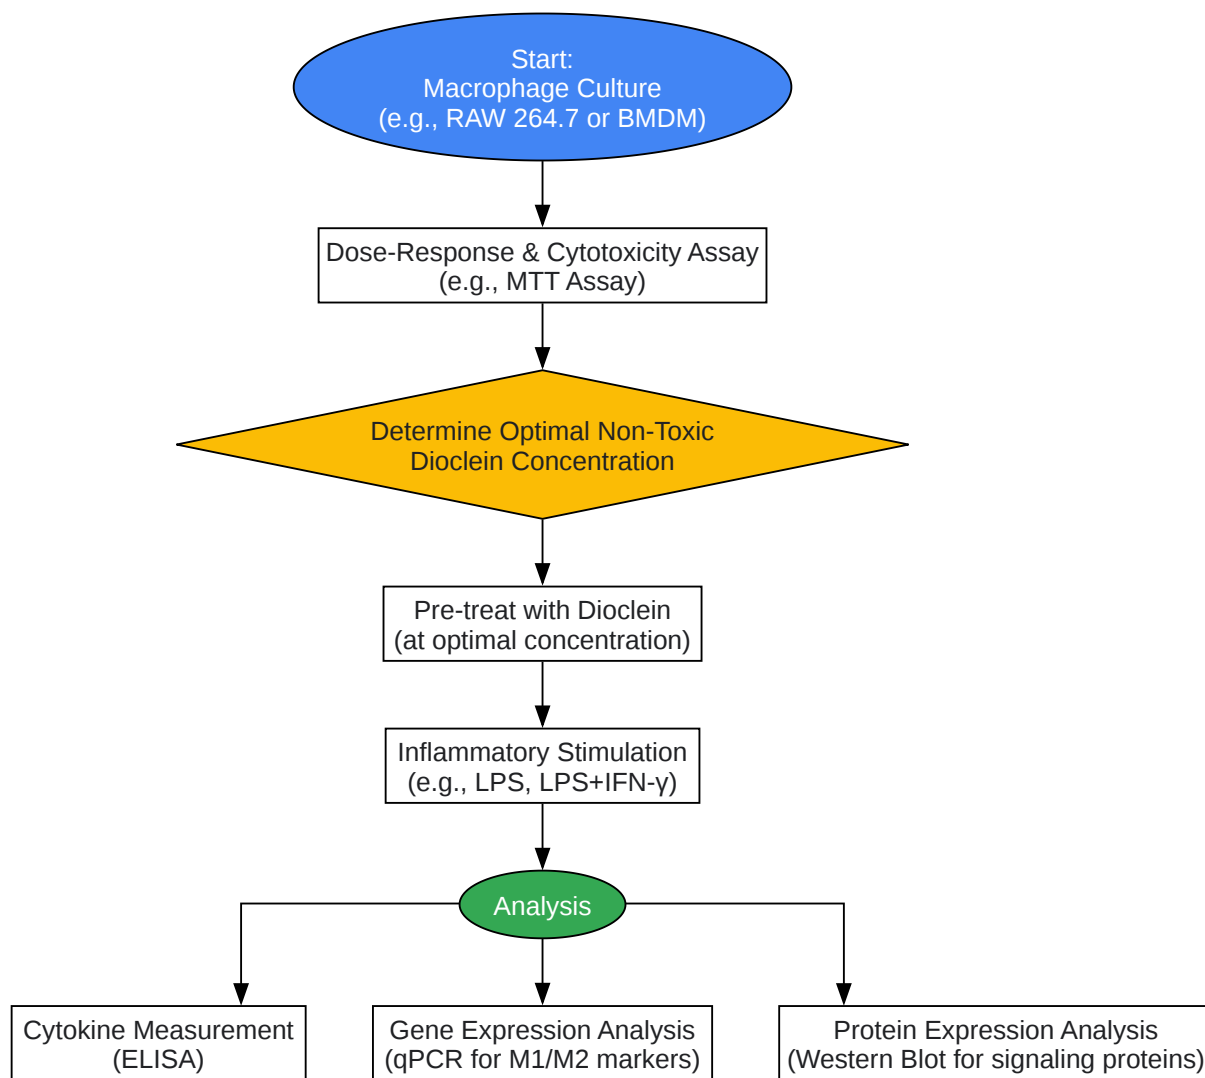 Start:
Macrophage Culture
(e.g., RAW 264.7 or BMDM)
Dose-Response & Cytotoxicity Assay
(e.g., MTT Assay)
Determine Optimal Non-Toxic
Dioclein Concentration
Pre-treat with Dioclein
(at optimal concentration)
Inflammatory Stimulation
(e.g., LPS, LPS+IFN-γ)
Analysis
Cytokine Measurement
(ELISA)
Gene Expression Analysis
(qPCR for M1/M2 markers)
Protein Expression Analysis
(Western Blot for signaling proteins)